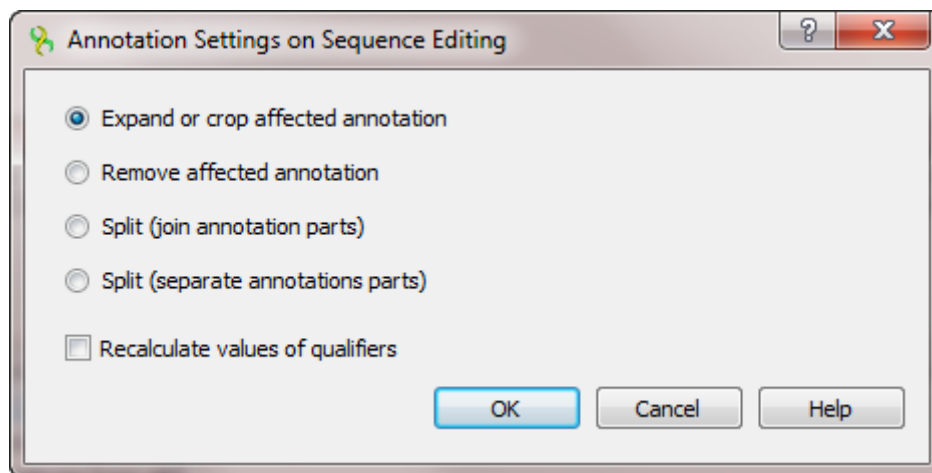 Annotation Settings on Sequence Editing
Expand or crop affected annotation
Remove affected annotation
Split (join annotation parts)
Split (separate annotations parts)
Recalculate values of qualifiers
OK Cancel Help